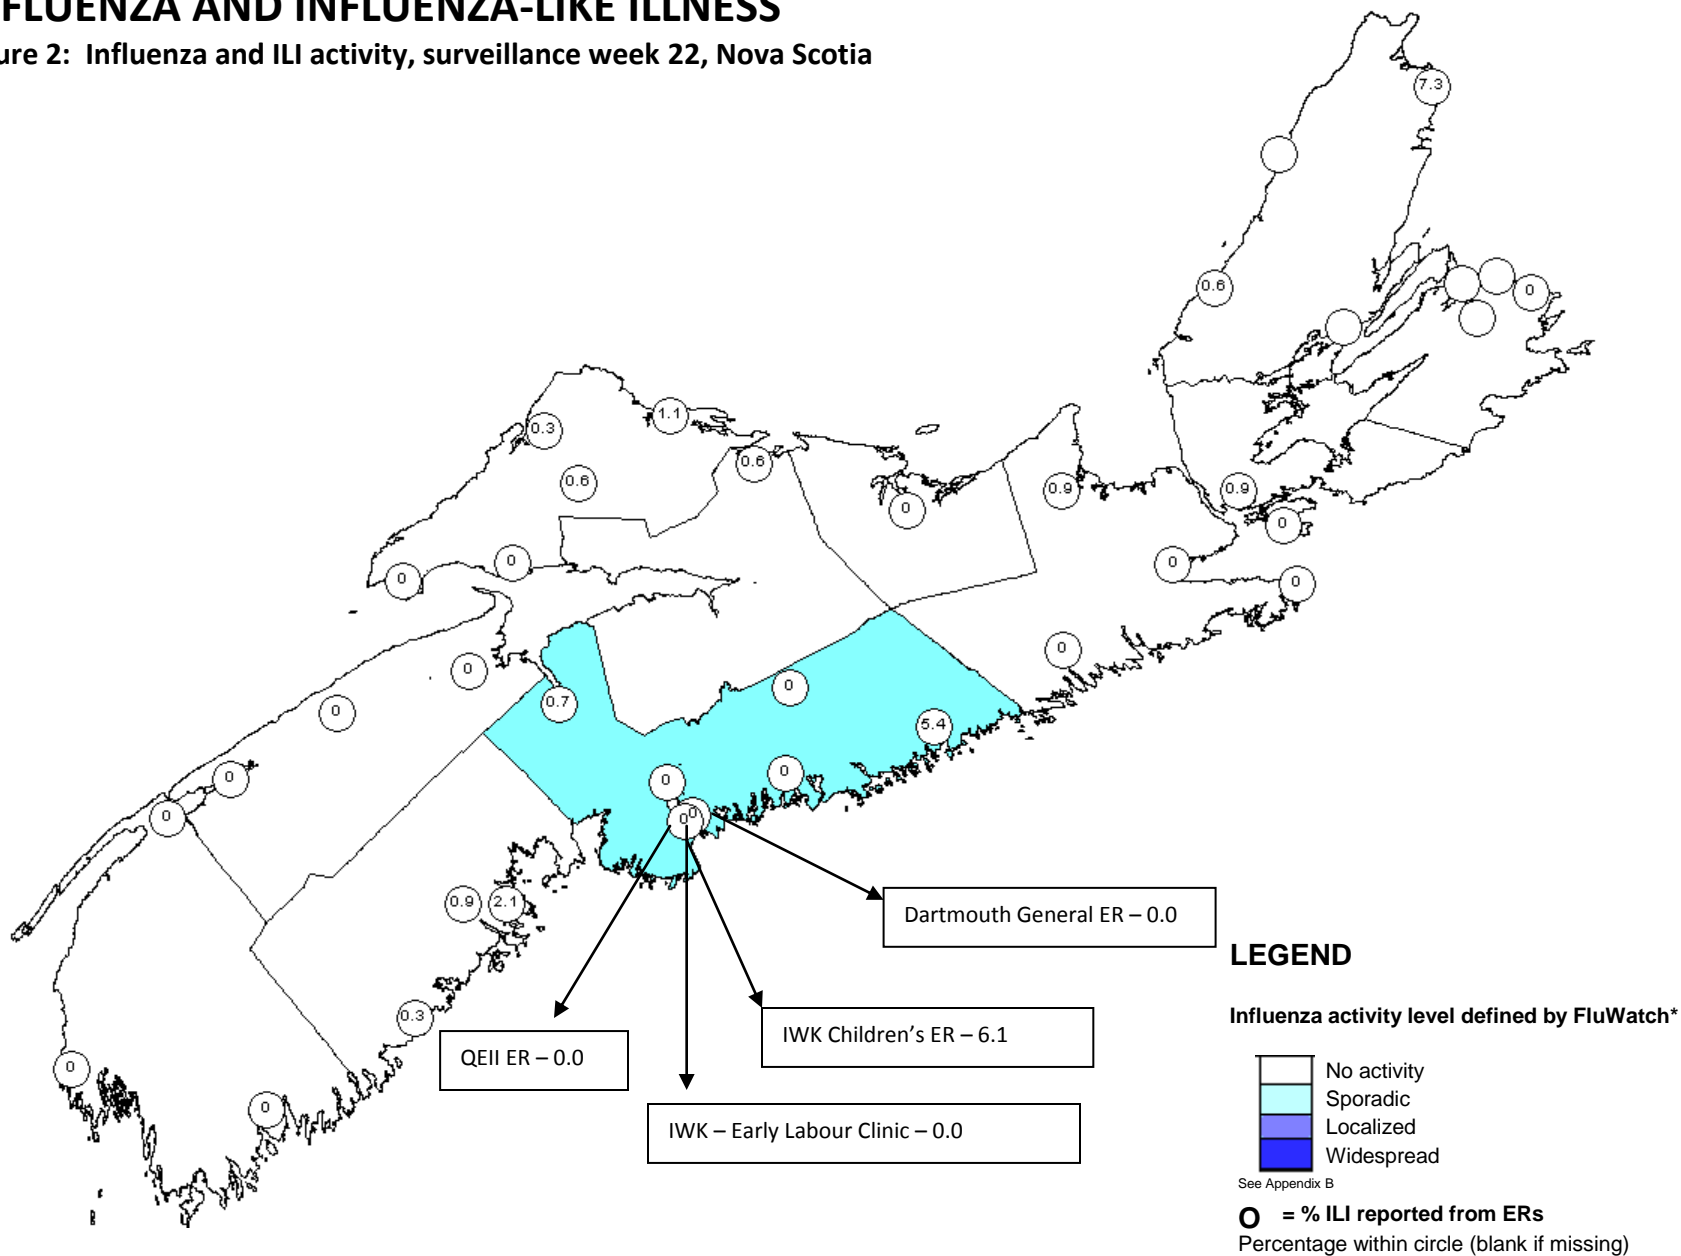 FLUENZA AND INFLUENZA-LIKE ILLNESS
ure 2: Influenza and ILI activity, surveillance week 22, Nova Scotia
7.3
0.6
0
1.1
0.3
0.6
0.6
0.9
0.9
0
0
0
0
0
0
0
0
0
0
0.7
0
5.4
0
0
0
0
0
0
0.9
2.1
0.3
0
0
Dartmouth General ER – 0.0
IWK Children's ER – 6.1
QEII ER – 0.0
IWK – Early Labour Clinic – 0.0
LEGEND
Influenza activity level defined by FluWatch*
No activity
Sporadic
Localized
Widespread
See Appendix B
O = % ILI reported from ERs
Percentage within circle (blank if missing)